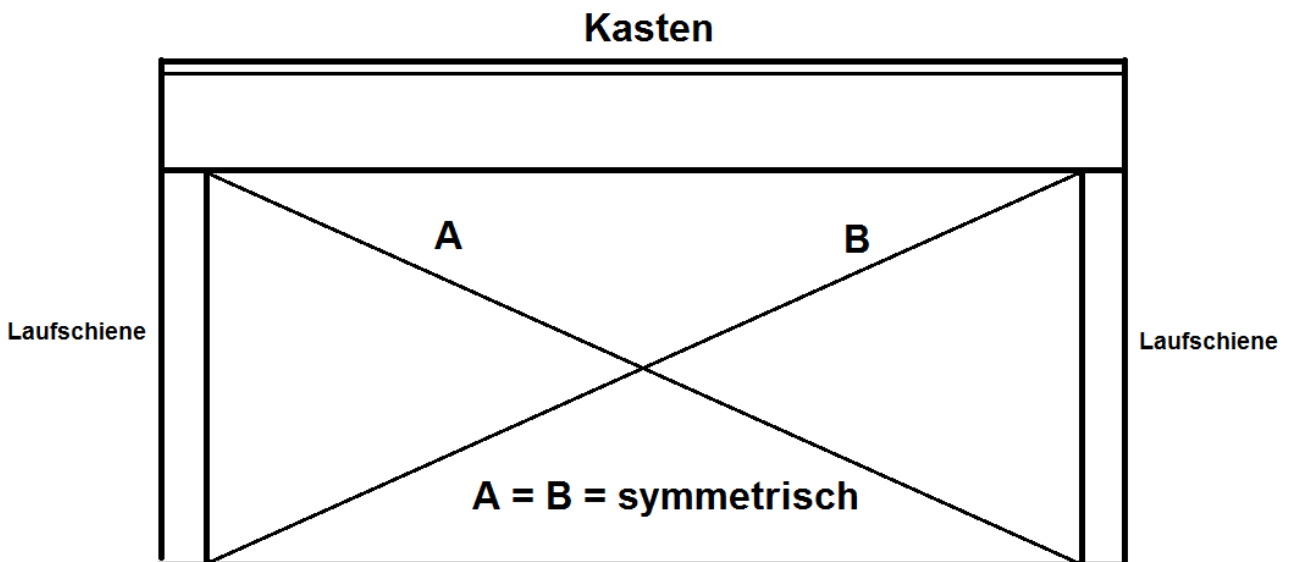 Kasten
A
B
Laufschiene
Laufschiene
A = B = symmetrisch